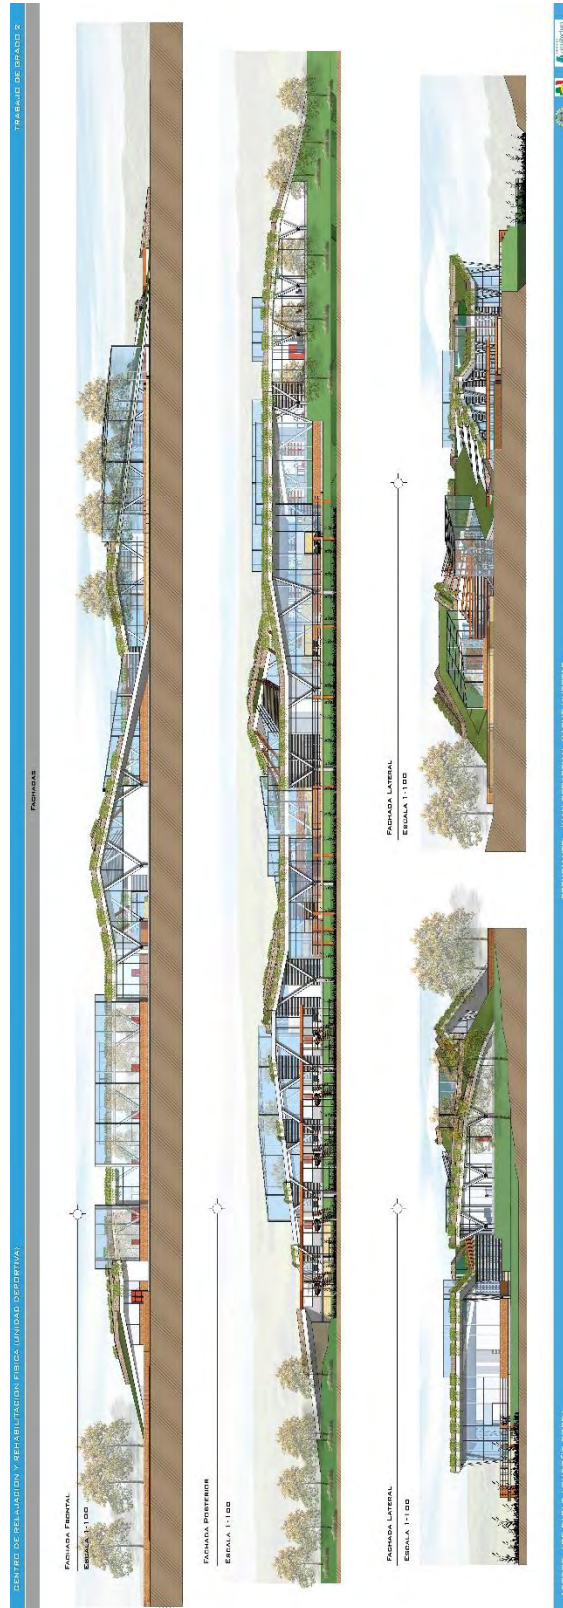 CENTRO DE RELAJACION Y REHABILITACION FISICA (UNIDAD DEPORTIVA)
TRABAJO DE GRADO 2
FACHADAS
FACHADA FRONTAL
ESCALA 1-100
FACHADA POSTERIOR
ESCALA 1-100
FACHADA LATERAL
ESCALA 1-100
FACHADA LATERAL
ESCALA 1-100